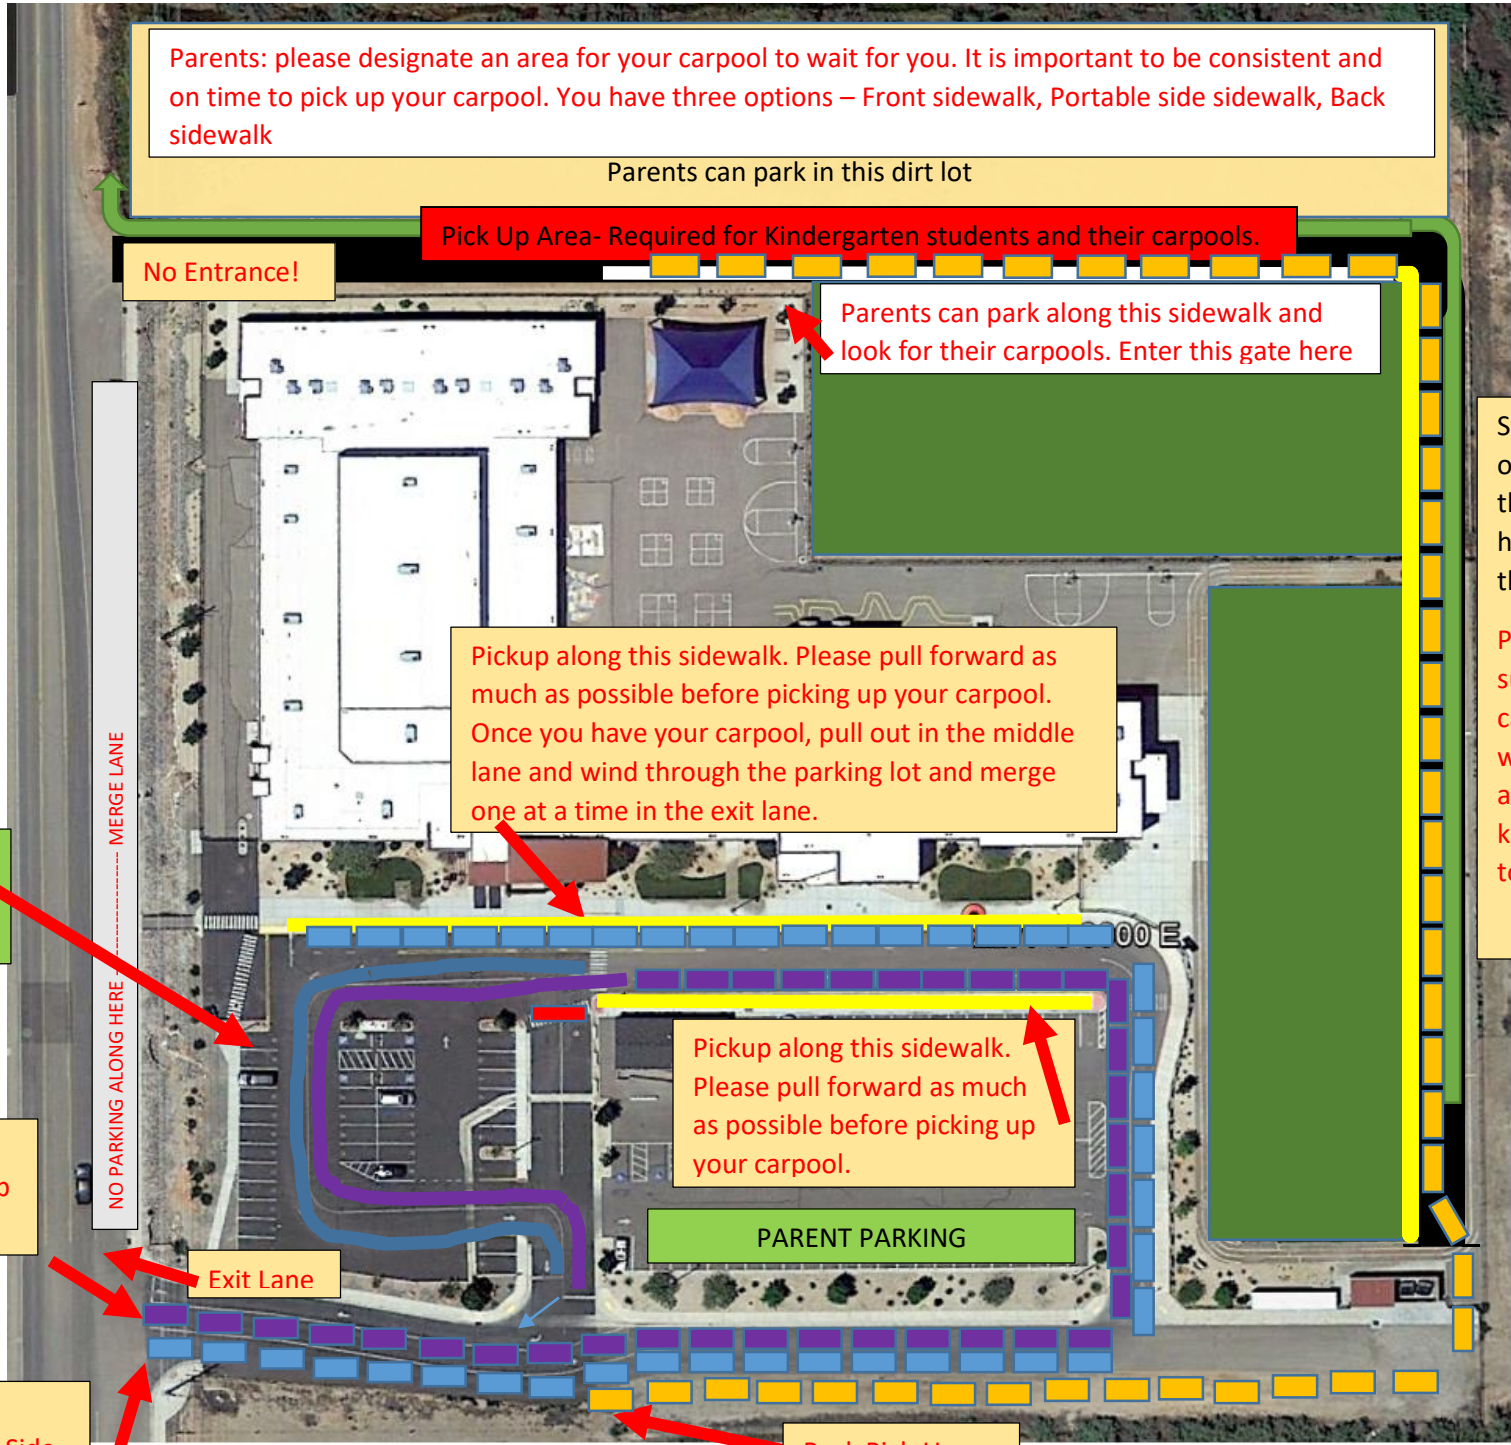 Parents: please designate an area for your carpool to wait for you. It is important to be consistent and
on time to pick up your carpool. You have three options – Front sidewalk, Portable side sidewalk, Back
sidewalk
Parents can park in this dirt lot
Pick Up Area- Required for Kindergarten students and their carpools.
No Entrance!
Parents can park along this sidewalk and
look for their carpools. Enter this gate here
Pickup along this sidewalk. Please pull forward as
much as possible before picking up your carpool.
Once you have your carpool, pull out in the middle
lane and wind through the parking lot and merge
one at a time in the exit lane.
NO PARKING ALONG HERE -------------------- MERGE LANE
00 E
Pickup along this sidewalk.
Please pull forward as much
as possible before picking up
your carpool.
PARENT PARKING
Exit Lane
Side